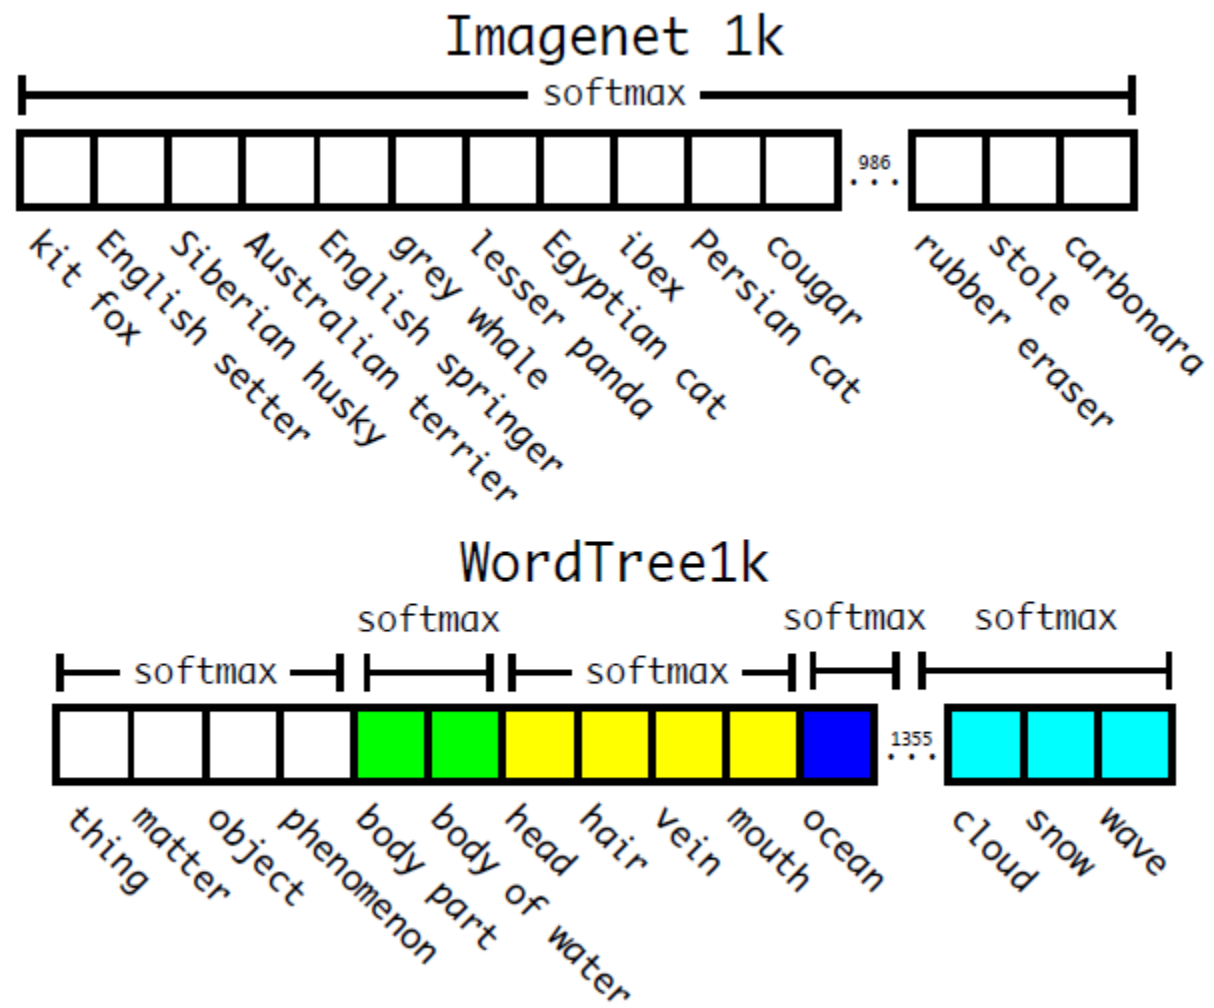 Imagenet 1k
softmax
986
...
kit fox
English setter
Siberian husky
Australian terrier
English springer
grey whale
lesser panda
Egyptian cat
ibex
Persian cat
cougar
rubber eraser
stole
carbonara
WordTree1k
softmax
softmax
softmax
softmax
softmax
1355
...
thing
matter
object
phenomenon
body part
body of water
head
hair
vein
mouth
ocean
cloud
snow
wave